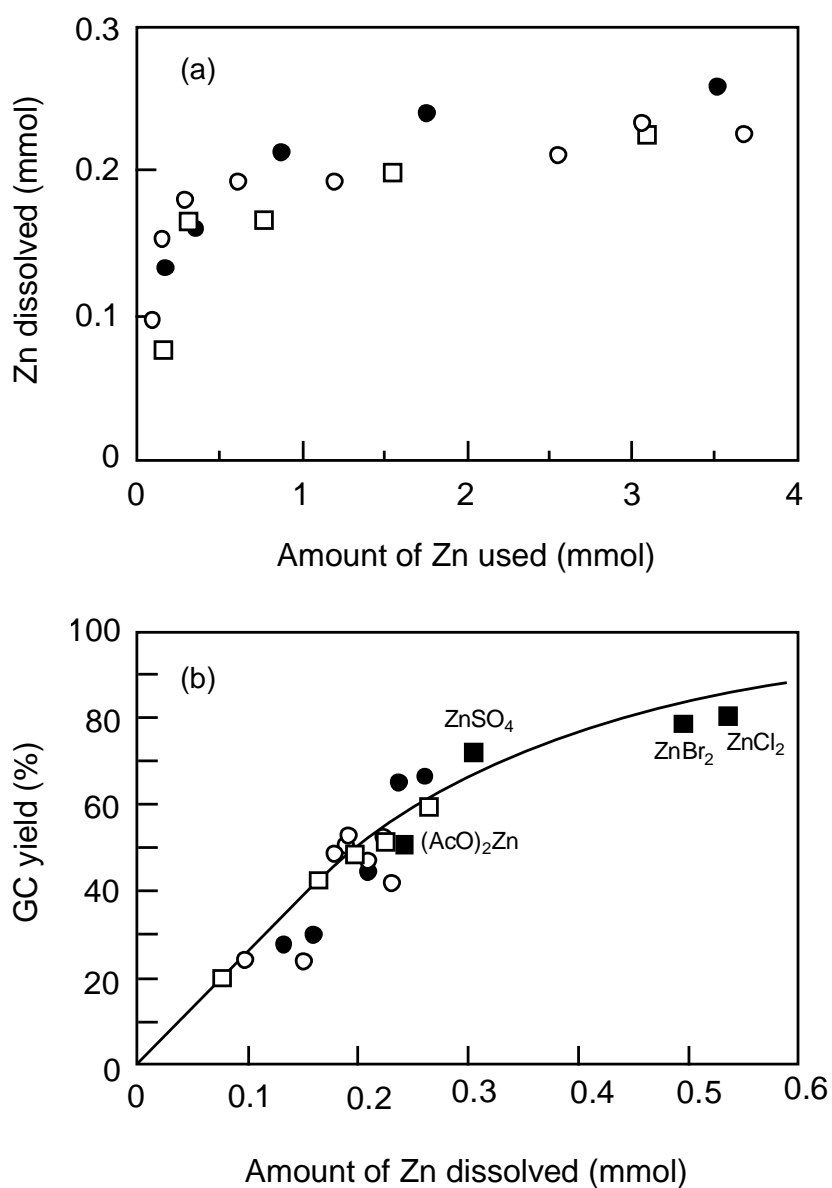 0.3
(a)
0.2
0.1
0
0 1 2 3 4
Zn dissolved (mmol)
Amount of Zn used (mmol)
100
(b)
80
60
40
20
0
ZnSO₄
ZnBr₂
ZnCl₂
(AcO)₂Zn
0 0.1 0.2 0.3 0.4 0.5 0.6
GC yield (%)
Amount of Zn dissolved (mmol)